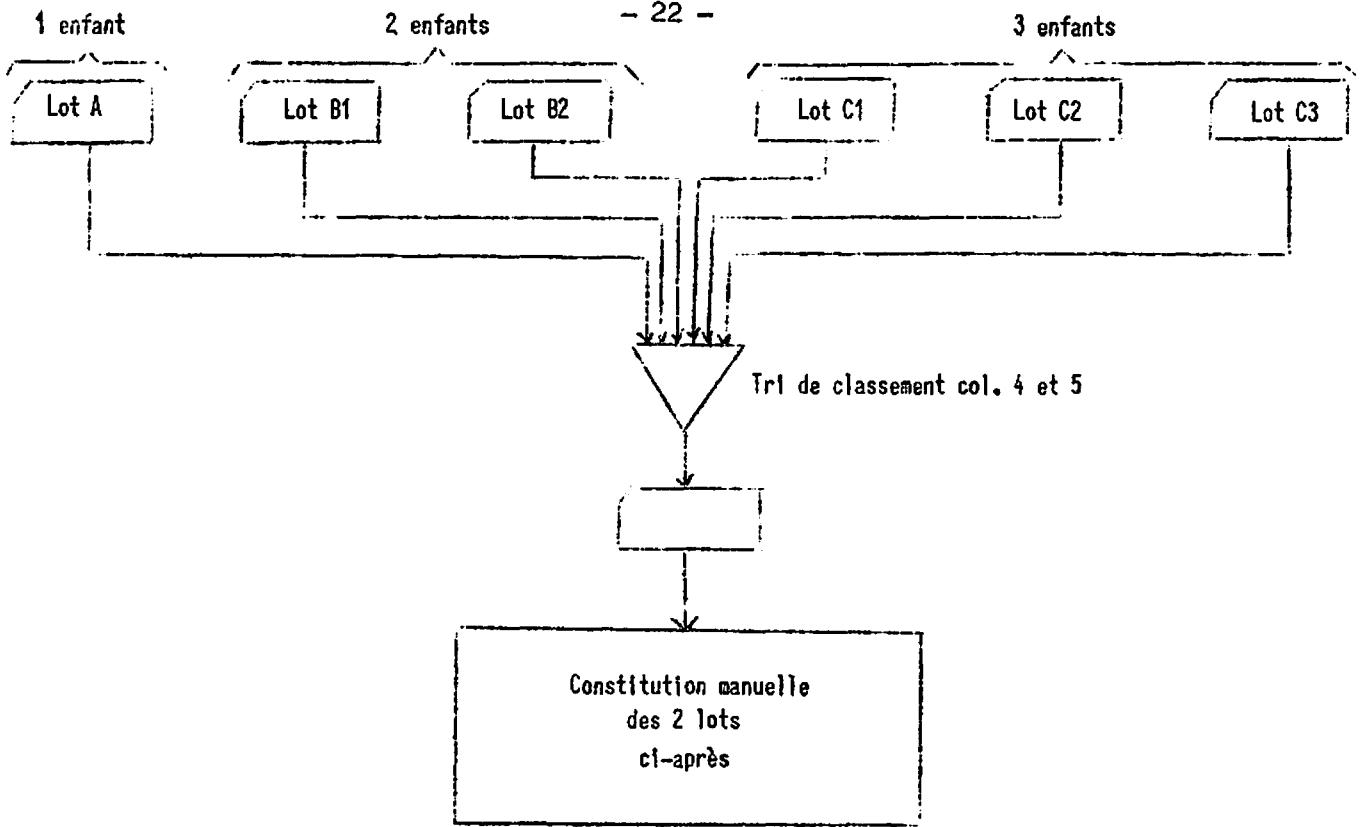 - 22 -
1 enfant 2 enfants 3 enfants
Lot A Lot B1 Lot B2 Lot C1 Lot C2 Lot C3
Tri de classement col. 4 et 5
Constitution manuelle
des 2 lots
ci-après